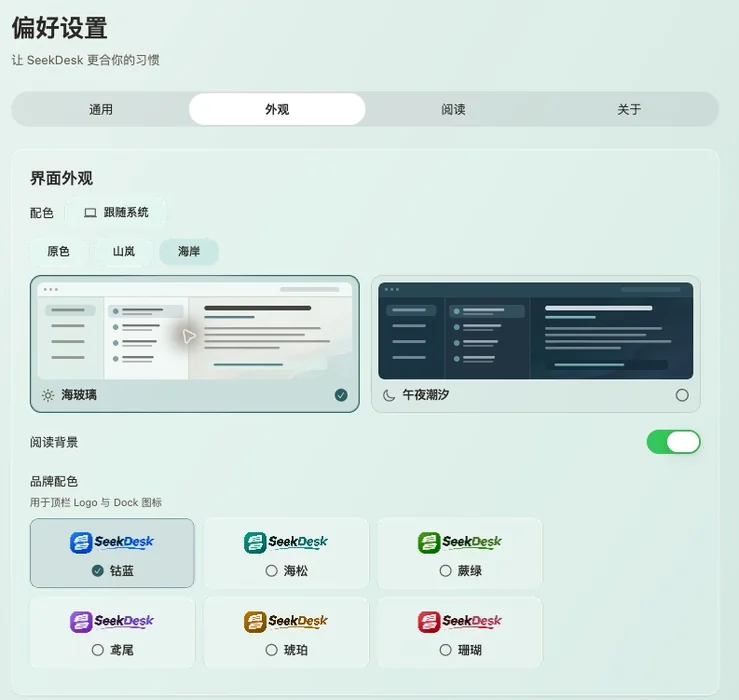 偏好设置
让 SeekDesk 更合你的习惯
通用 外观 阅读 关于
界面外观
配色 跟随系统
原色 山岚 海岸
海玻璃 午夜潮汐
阅读背景
品牌配色
用于顶栏 Logo 与 Dock 图标
SeekDesk SeekDesk SeekDesk
钴蓝 海松 蕨绿
SeekDesk SeekDesk SeekDesk
鸢尾 琥珀 珊瑚